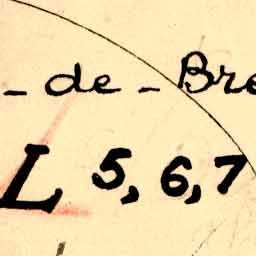 - de - Bre
L 5, 6, 7